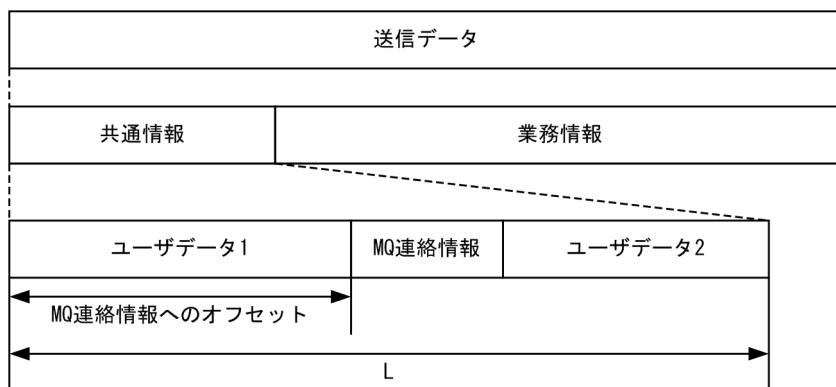 送信データ
共通情報
業務情報
ユーザデータ1
MQ連絡情報
ユーザデータ2
MQ連絡情報へのオフセット
L